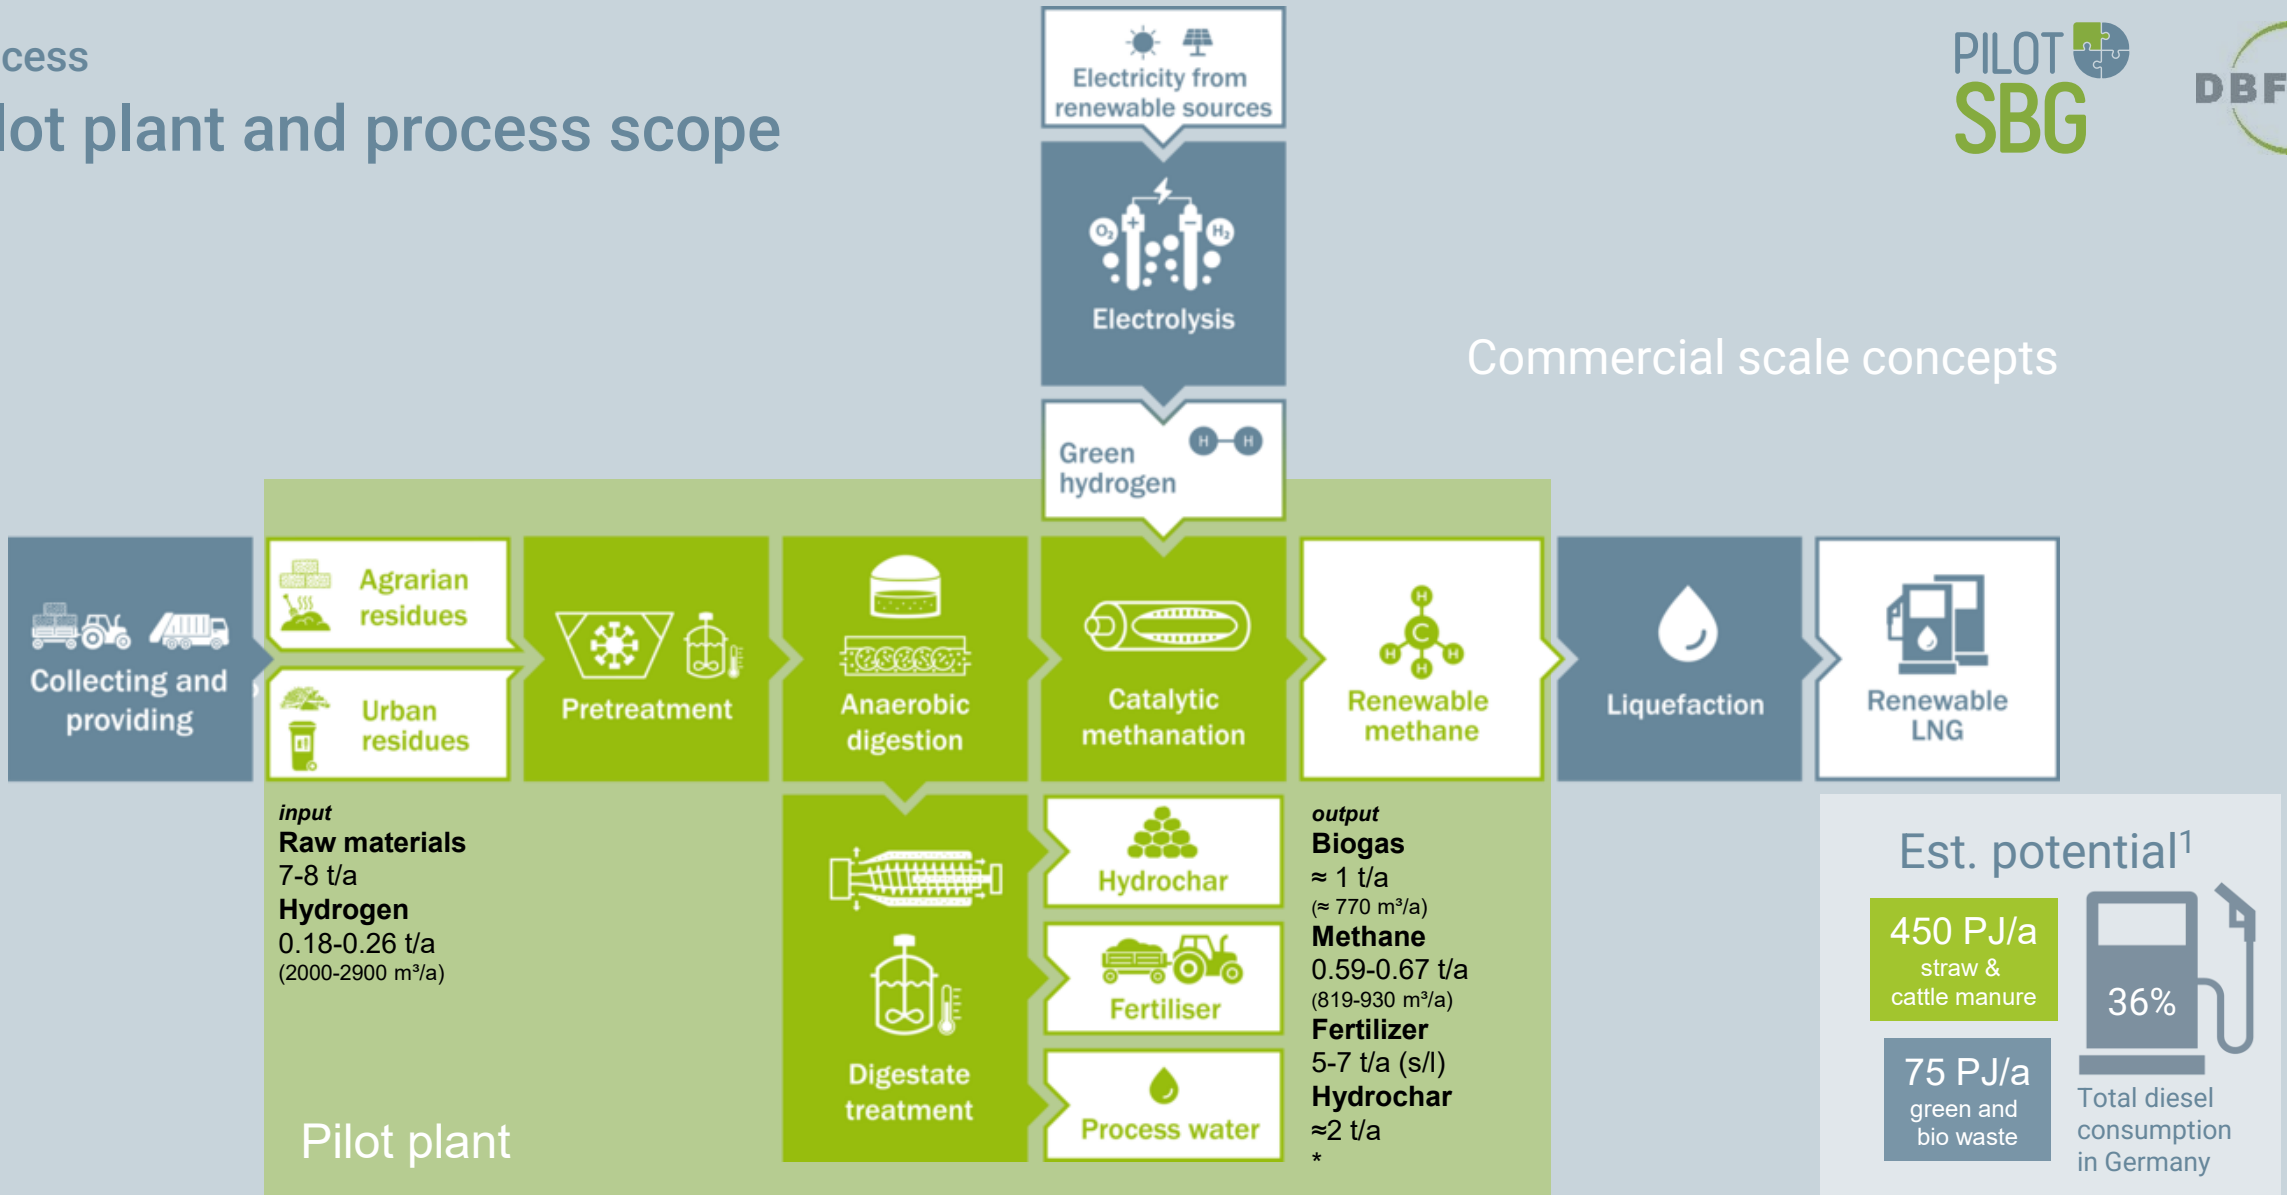 cess
lot plant and process scope
PILOT
SBG
DBF
Electricity from
renewable sources
O₂
+
−
H₂
Electrolysis
Commercial scale concepts
Green
hydrogen
H
H
Collecting and
providing
Agrarian
residues
Urban
residues
Pretreatment
Anaerobic
digestion
Catalytic
methanation
H
H
C
H
H
Renewable
methane
Liquefaction
Renewable
LNG
input
Raw materials
7-8 t/a
Hydrogen
0.18-0.26 t/a
(2000-2900 m³/a)
Pilot plant
Digestate
treatment
Hydrochar
Fertiliser
Process water
output
Biogas
≈ 1 t/a
(≈ 770 m³/a)
Methane
0.59-0.67 t/a
(819-930 m³/a)
Fertilizer
5-7 t/a (s/l)
Hydrochar
≈2 t/a
*
Est. potential¹
450 PJ/a
straw &
cattle manure
75 PJ/a
green and
bio waste
36%
Total diesel
consumption
in Germany